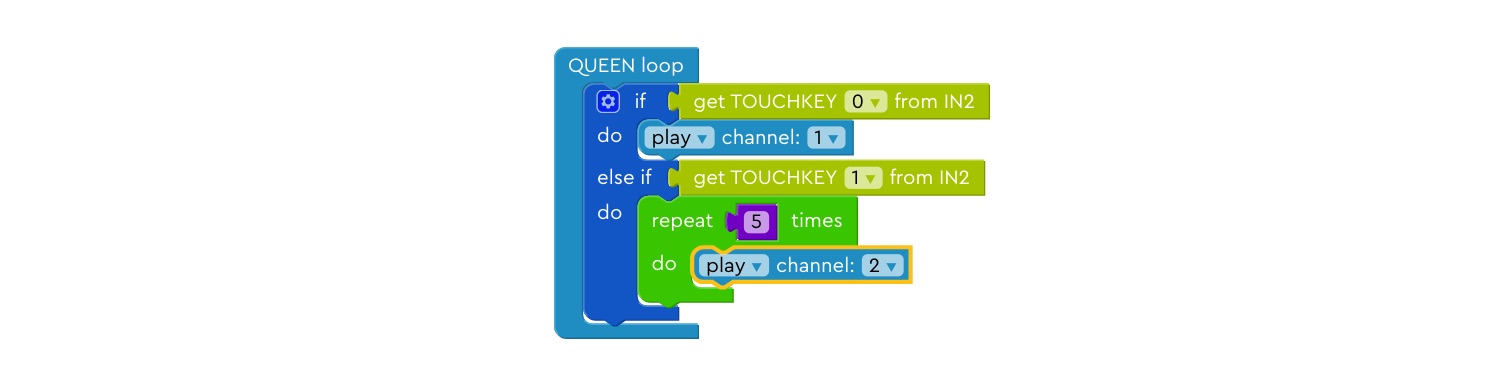 QUEEN loop
if get TOUCHKEY 0 from IN2
do play channel: 1
else if get TOUCHKEY 1 from IN2
do repeat 5 times
do play channel: 2